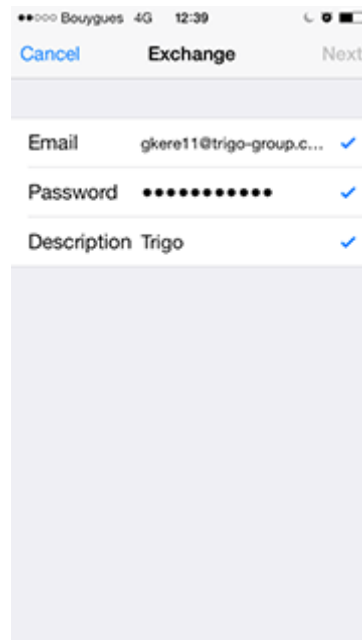 Bouygues 4G 12:39
Cancel Exchange Next
Email gkere11@trigo-group.c...
Password •••••••••••
Description Trigo